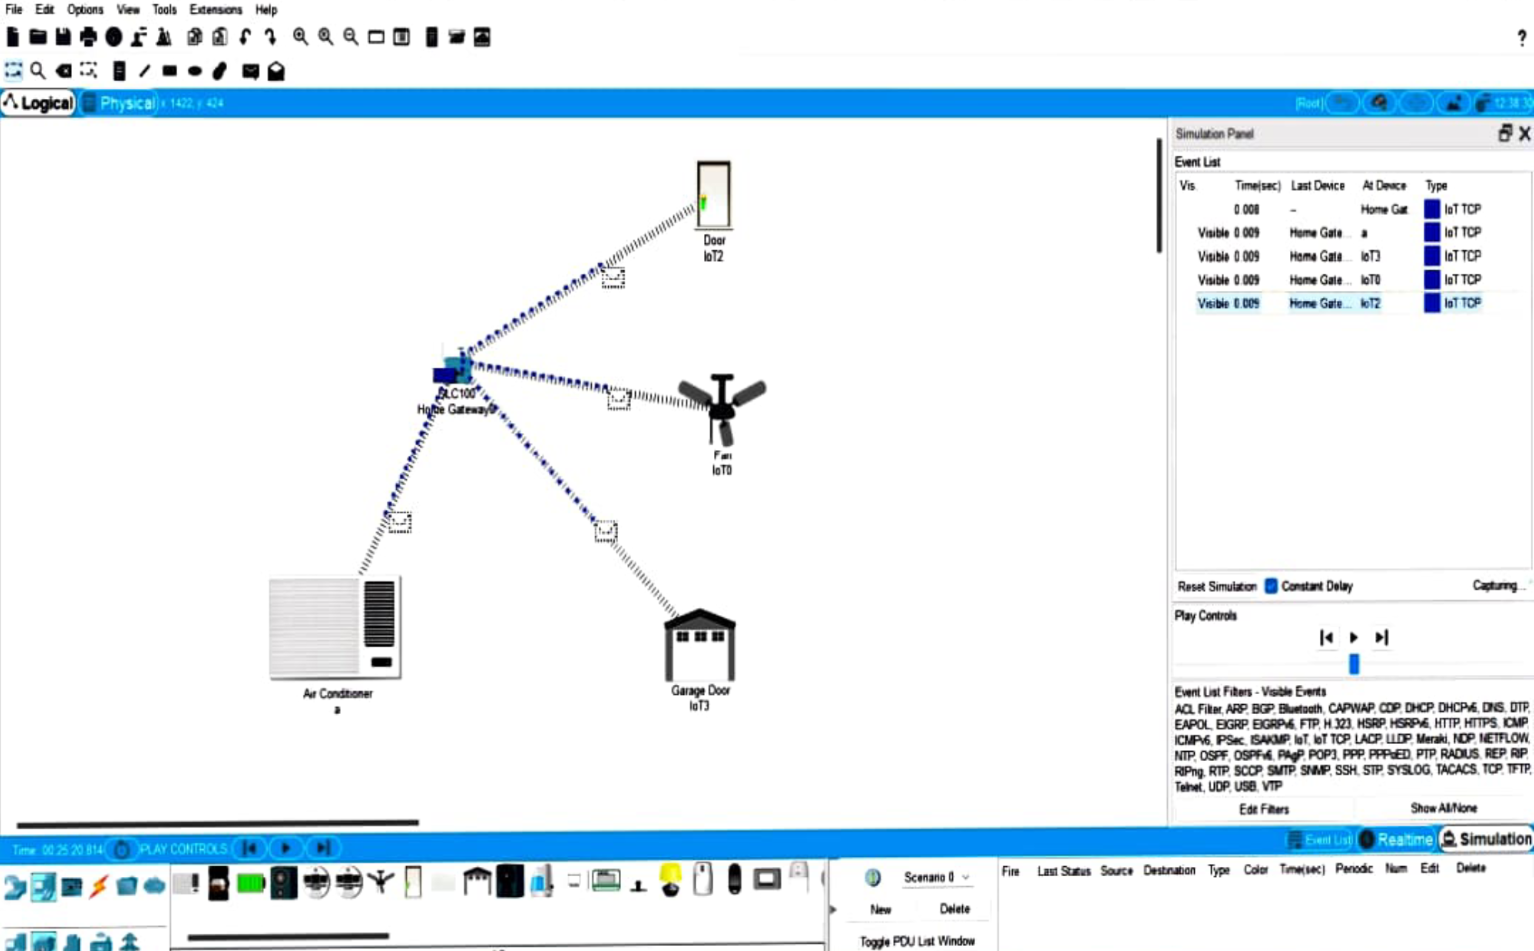 File Edit Options View Tools Extensions Help
?
Logical Physical x: 1422, y: 424 [Root] 12:38:30
Simulation Panel
Event List
Vis. Time(sec) Last Device At Device Type
0.008 -- Home Gat IoT TCP
Visible 0.009 Home Gate... a IoT TCP
Visible 0.009 Home Gate... IoT3 IoT TCP
Visible 0.009 Home Gate... IoT0 IoT TCP
Visible 0.009 Home Gate... IoT2 IoT TCP
Door
IoT2
DLC100
Home Gateway0
Fan
IoT0
Air Conditioner
a
Garage Door
IoT3
Reset Simulation Constant Delay Capturing...
Play Controls
Event List Filters - Visible Events
ACL Filter, ARP, BGP, Bluetooth, CAPWAP, CDP, DHCP, DHCPv6, DNS, DTP,
EAPOL, EIGRP, EIGRPv6, FTP, H.323, HSRP, HSRPv6, HTTP, HTTPS, ICMP,
ICMPv6, IPSec, ISAKMP, IoT, IoT TCP, LACP, LLDP, Meraki, NDP, NETFLOW,
NTP, OSPF, OSPFv6, PAgP, POP3, PPP, PPPoED, PTP, RADIUS, REP, RIP,
RIPng, RTP, SCCP, SMTP, SNMP, SSH, STP, SYSLOG, TACACS, TCP, TFTP,
Telnet, UDP, USB, VTP
Edit Filters Show All/None
Time: 00:25:20.814 PLAY CONTROLS Event List Realtime Simulation
Scenario 0
New Delete
Toggle PDU List Window
Fire Last Status Source Destination Type Color Time(sec) Periodic Num Edit Delete